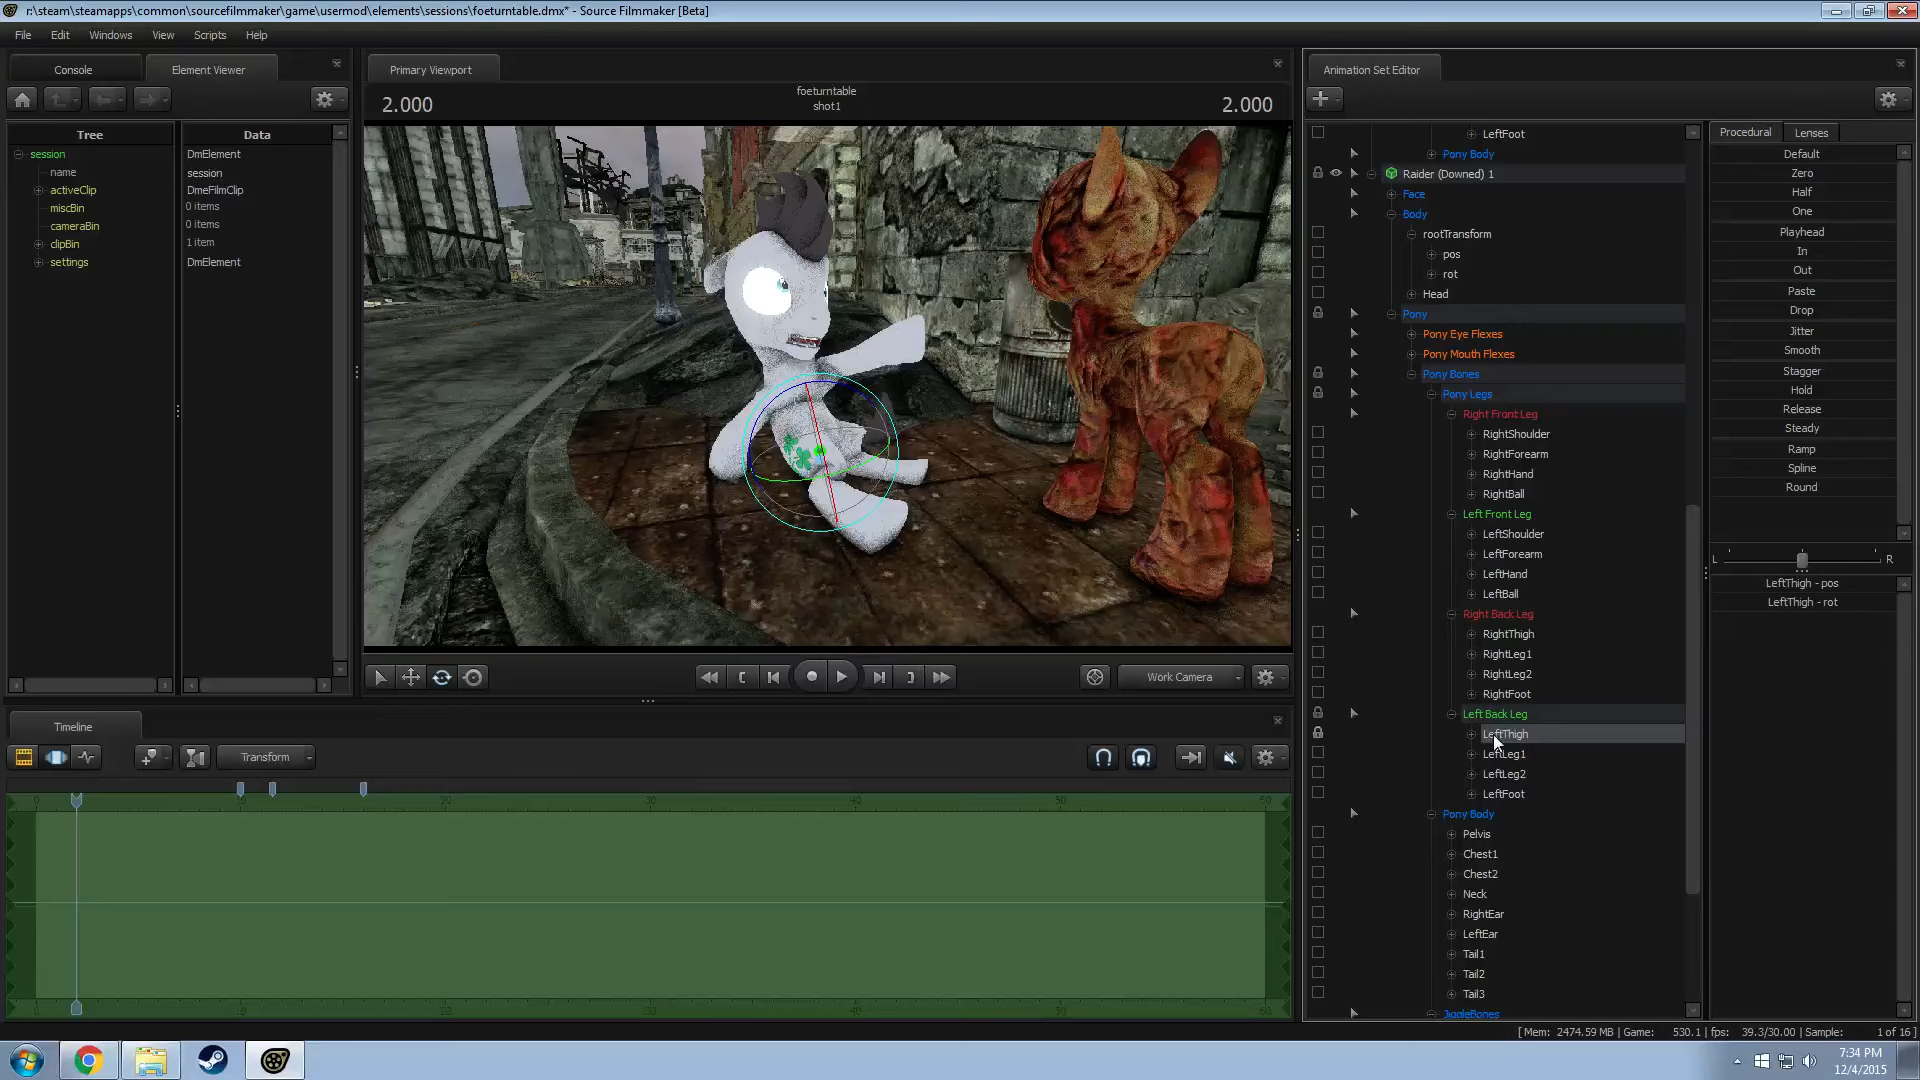 r:\steam\steamapps\common\sourcefilmmaker\game\usermod\elements\sessions\foeturntable.dmx* - Source Filmmaker [Beta]
File Edit Windows View Scripts Help
Console Element Viewer
Tree Data
session DmElement
name session
activeClip DmeFilmClip
miscBin 0 items
cameraBin 0 items
clipBin 1 item
settings DmElement
Primary Viewport
2.000 foeturntable 2.000
shot1
Work Camera
Animation Set Editor
LeftFoot
Pony Body
Raider (Downed) 1
Face
Body
rootTransform
pos
rot
Head
Pony
Pony Eye Flexes
Pony Mouth Flexes
Pony Bones
Pony Legs
Right Front Leg
RightShoulder
RightForearm
RightHand
RightBall
Left Front Leg
LeftShoulder
LeftForearm
LeftHand
LeftBall
Right Back Leg
RightThigh
RightLeg1
RightLeg2
RightFoot
Left Back Leg
LeftThigh
LeftLeg1
LeftLeg2
LeftFoot
Pony Body
Pelvis
Chest1
Chest2
Neck
RightEar
LeftEar
Tail1
Tail2
Tail3
JiggleBones
Procedural Lenses
Default
Zero
Half
One
Playhead
In
Out
Paste
Drop
Jitter
Smooth
Stagger
Hold
Release
Steady
Ramp
Spline
Round
L R
LeftThigh - pos
LeftThigh - rot
Timeline
Transform
[ Mem: 2474.59 MB | Game: 530.1 | fps: 39.3/30.00 | Sample: 1 of 16 ]
7:34 PM
12/4/2015